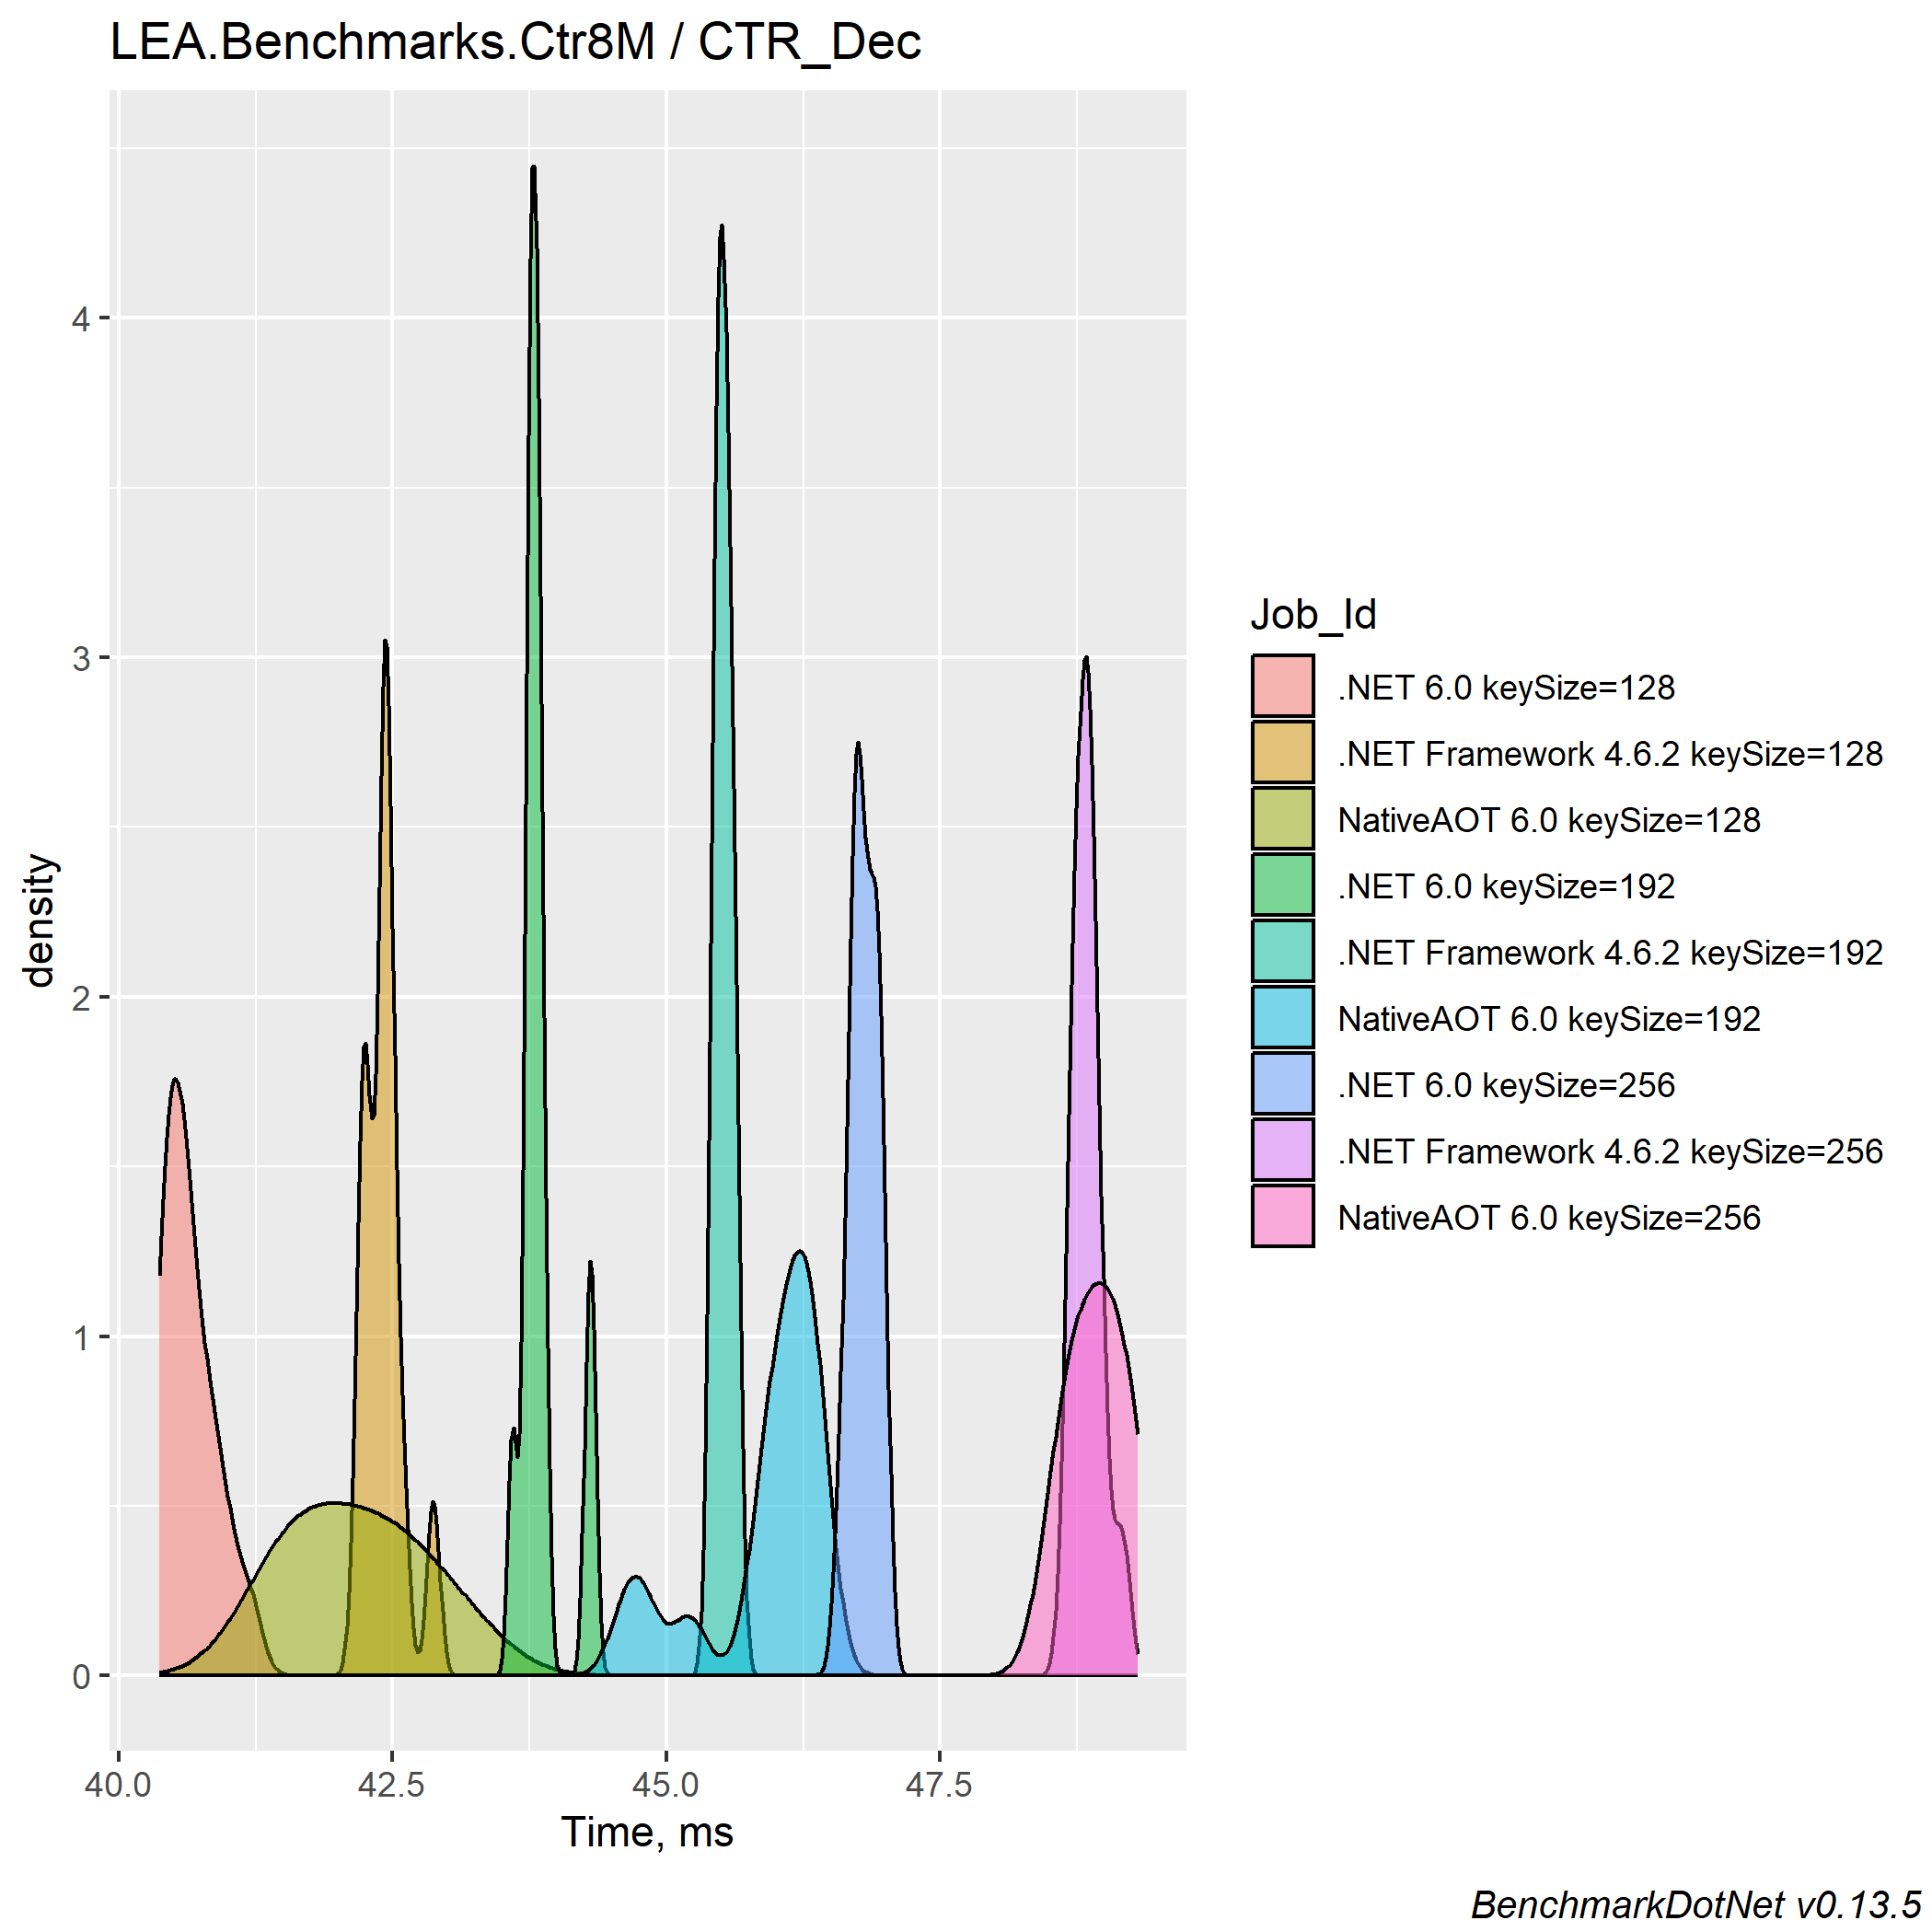 LEA.Benchmarks.Ctr8M / CTR_Dec
density
4
3
2
1
0
40.0
42.5
45.0
47.5
Time, ms
Job_Id
.NET 6.0 keySize=128
.NET Framework 4.6.2 keySize=128
NativeAOT 6.0 keySize=128
.NET 6.0 keySize=192
.NET Framework 4.6.2 keySize=192
NativeAOT 6.0 keySize=192
.NET 6.0 keySize=256
.NET Framework 4.6.2 keySize=256
NativeAOT 6.0 keySize=256
BenchmarkDotNet v0.13.5